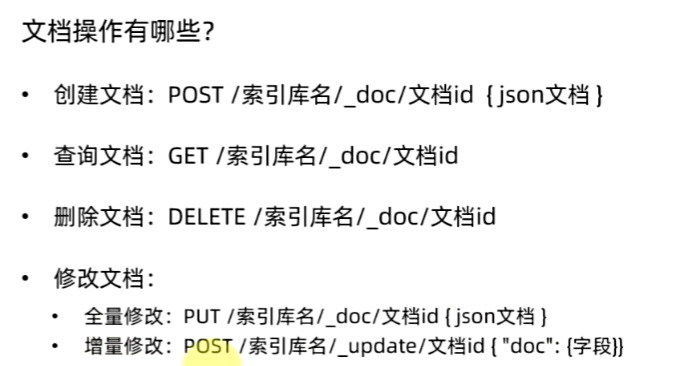 文档操作有哪些？
• 创建文档：POST /索引库名/_doc/文档id { json文档 }
• 查询文档：GET /索引库名/_doc/文档id
• 删除文档：DELETE /索引库名/_doc/文档id
• 修改文档：
• 全量修改：PUT /索引库名/_doc/文档id { json文档 }
• 增量修改：POST /索引库名/_update/文档id { "doc": {字段}}